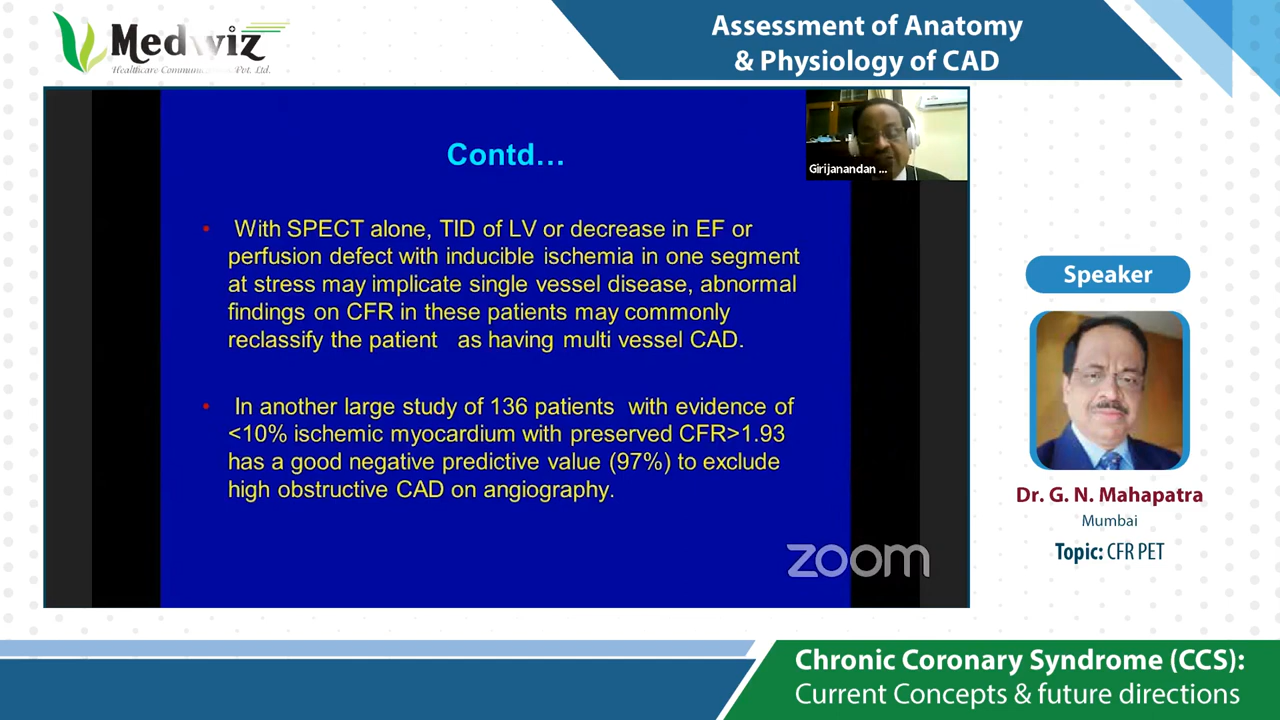 Medwiz
Healthcare Commun Pvt. Ltd.
Assessment of Anatomy
& Physiology of CAD
Contd...
Girijanandan ...
• With SPECT alone, TID of LV or decrease in EF or
perfusion defect with inducible ischemia in one segment
at stress may implicate single vessel disease, abnormal
findings on CFR in these patients may commonly
reclassify the patient as having multi vessel CAD.
• In another large study of 136 patients with evidence of
<10% ischemic myocardium with preserved CFR>1.93
has a good negative predictive value (97%) to exclude
high obstructive CAD on angiography.
zoom
Speaker
Dr. G. N. Mahapatra
Mumbai
Topic: CFR PET
Chronic Coronary Syndrome (CCS):
Current Concepts & future directions